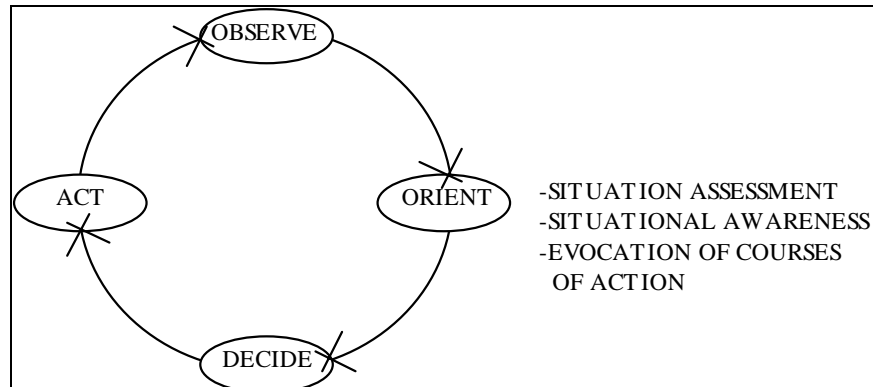 OBSERVE
ACT
ORIENT
-SITUATION ASSESSMENT
-SITUATIONAL AWARENESS
-EVOCATION OF COURSES
OF ACTION
DECIDE